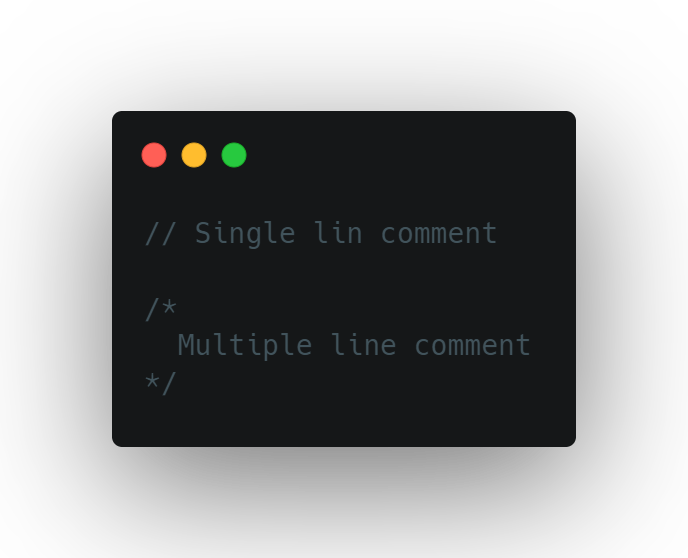 // Single lin comment
/*
Multiple line comment
*/